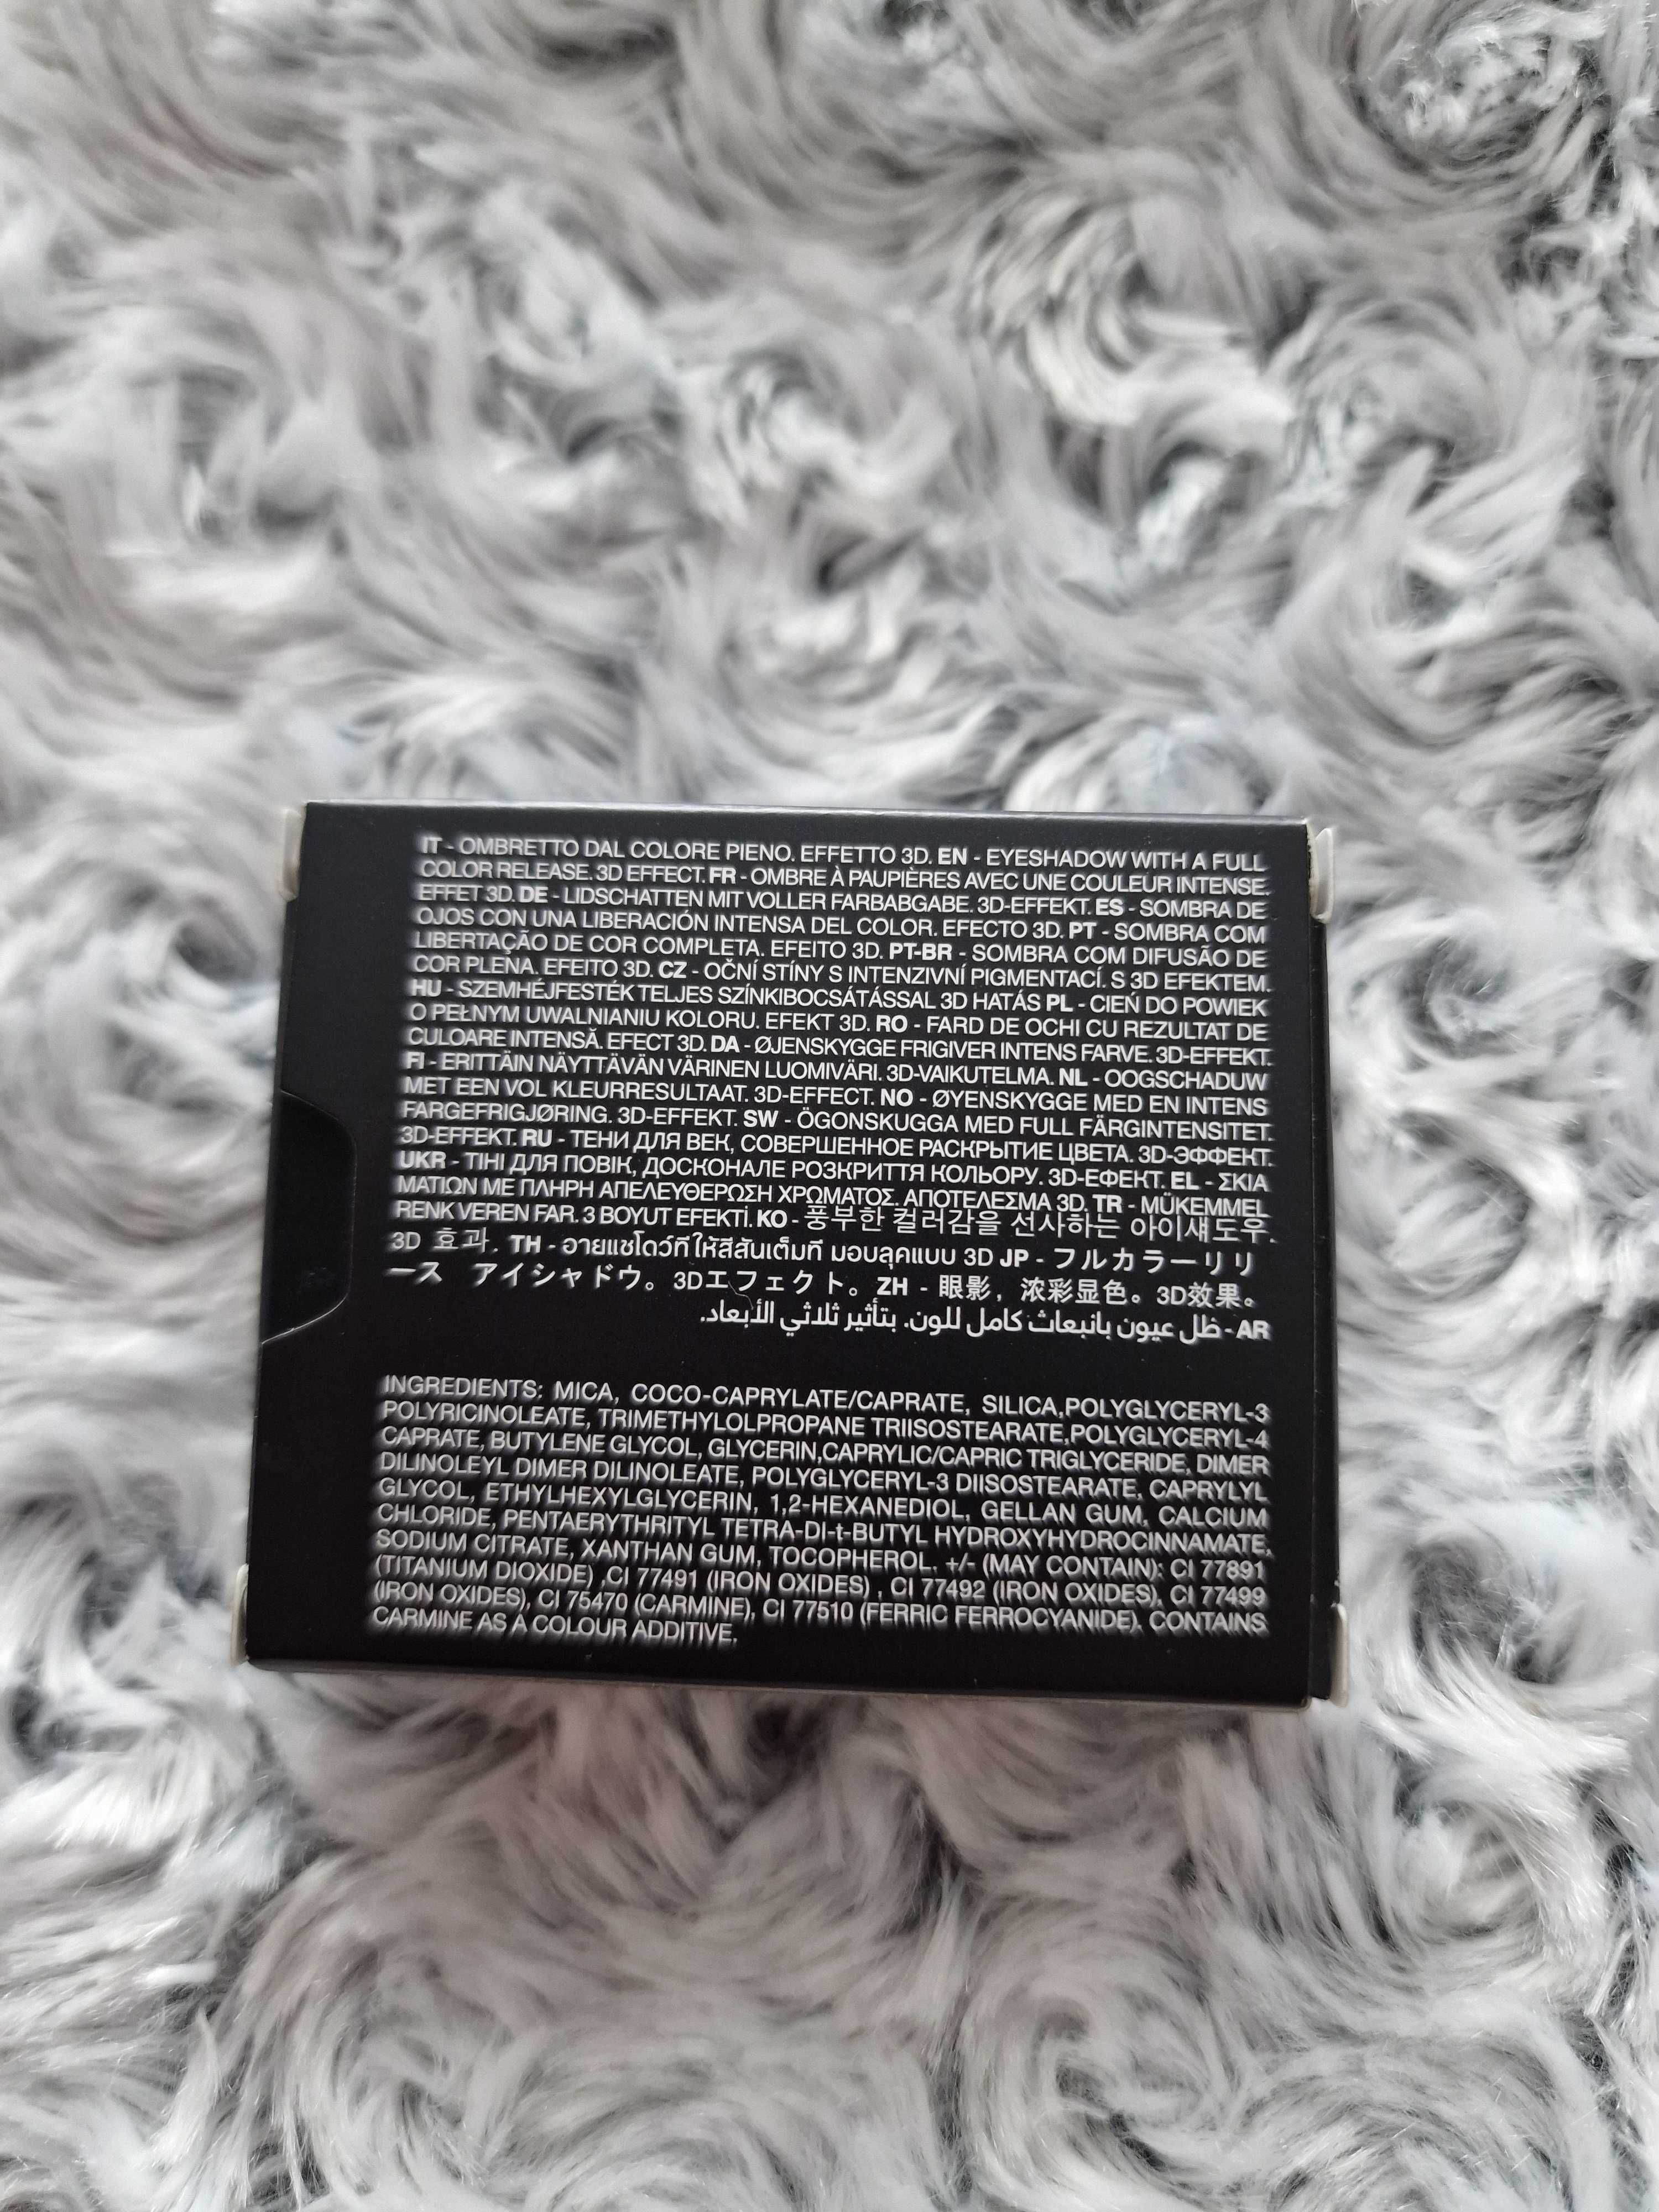 IT - OMBRETTO DAL COLORE PIENO. EFFETTO 3D. EN - EYESHADOW WITH A FULL
COLOR RELEASE. 3D EFFECT. FR - OMBRE À PAUPIÈRES AVEC UNE COULEUR INTENSE.
EFFET 3D. DE - LIDSCHATTEN MIT VOLLER FARBABGABE. 3D-EFFEKT. ES - SOMBRA DE
OJOS CON UNA LIBERACIÓN INTENSA DEL COLOR. EFECTO 3D. PT - SOMBRA COM
LIBERTAÇÃO DE COR COMPLETA. EFEITO 3D. PT-BR - SOMBRA COM DIFUSÃO DE
COR PLENA. EFEITO 3D. CZ - OČNÍ STÍNY S INTENZIVNÍ PIGMENTACÍ. S 3D EFEKTEM.
HU - SZEMHÉJFESTÉK TELJES SZÍNKIBOCSÁTÁSSAL 3D HATÁS PL - CIEŃ DO POWIEK
O PEŁNYM UWALNIANIU KOLORU. EFEKT 3D. RO - FARD DE OCHI CU REZULTAT DE
CULOARE INTENSĂ. EFECT 3D. DA - ØJENSKYGGE FRIGIVER INTENS FARVE. 3D-EFFEKT.
FI - ERITTÄIN NÄYTTÄVÄN VÄRINEN LUOMIVÄRI. 3D-VAIKUTELMA. NL - OOGSCHADUW
MET EEN VOL KLEURRESULTAAT. 3D-EFFECT. NO - ØYENSKYGGE MED EN INTENS
FARGEFRIGJØRING. 3D-EFFEKT. SW - ÖGONSKUGGA MED FULL FÄRGINTENSITET.
3D-EFFEKT. RU - ТЕНИ ДЛЯ ВЕК, СОВЕРШЕННОЕ РАСКРЫТИЕ ЦВЕТА. 3D-ЭФФЕКТ.
UKR - ТІНІ ДЛЯ ПОВІК, ДОСКОНАЛЕ РОЗКРИТТЯ КОЛЬОРУ. 3D-ЕФЕКТ. EL - ΣΚΙΑ
ΜΑΤΙΩΝ ΜΕ ΠΛΗΡΗ ΑΠΕΛΕΥΘΕΡΩΣΗ ΧΡΩΜΑΤΟΣ. ΑΠΟΤΕΛΕΣΜΑ 3D. TR - MÜKEMMEL
RENK VEREN FAR. 3 BOYUT EFEKTİ. KO - 풍부한 컬러감을 선사하는 아이섀도우.
3D 효과. TH - อายแชโดว์ที่ให้สีสันเต็มที่ มอบลุคแบบ 3D JP - フルカラーリリ
ース アイシャドウ。3Dエフェクト。ZH - 眼影，浓彩显色。3D效果。
AR - ظل عيون بانبعاث كامل للون. بتأثير ثلاثي الأبعاد.
INGREDIENTS: MICA, COCO-CAPRYLATE/CAPRATE, SILICA,POLYGLYCERYL-3
POLYRICINOLEATE, TRIMETHYLOLPROPANE TRIISOSTEARATE,POLYGLYCERYL-4
CAPRATE, BUTYLENE GLYCOL, GLYCERIN,CAPRYLIC/CAPRIC TRIGLYCERIDE, DIMER
DILINOLEYL DIMER DILINOLEATE, POLYGLYCERYL-3 DIISOSTEARATE, CAPRYLYL
GLYCOL, ETHYLHEXYLGLYCERIN, 1,2-HEXANEDIOL, GELLAN GUM, CALCIUM
CHLORIDE, PENTAERYTHRITYL TETRA-DI-t-BUTYL HYDROXYHYDROCINNAMATE,
SODIUM CITRATE, XANTHAN GUM, TOCOPHEROL. +/- (MAY CONTAIN): CI 77891
(TITANIUM DIOXIDE) ,CI 77491 (IRON OXIDES) , CI 77492 (IRON OXIDES), CI 77499
(IRON OXIDES), CI 75470 (CARMINE), CI 77510 (FERRIC FERROCYANIDE). CONTAINS
CARMINE AS A COLOUR ADDITIVE.